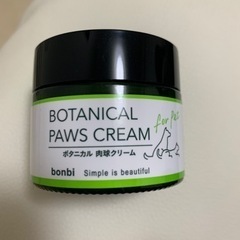 BOTANICAL
for Pet
PAWS CREAM
ボタニカル 肉球クリーム
bonbi Simple is beautiful